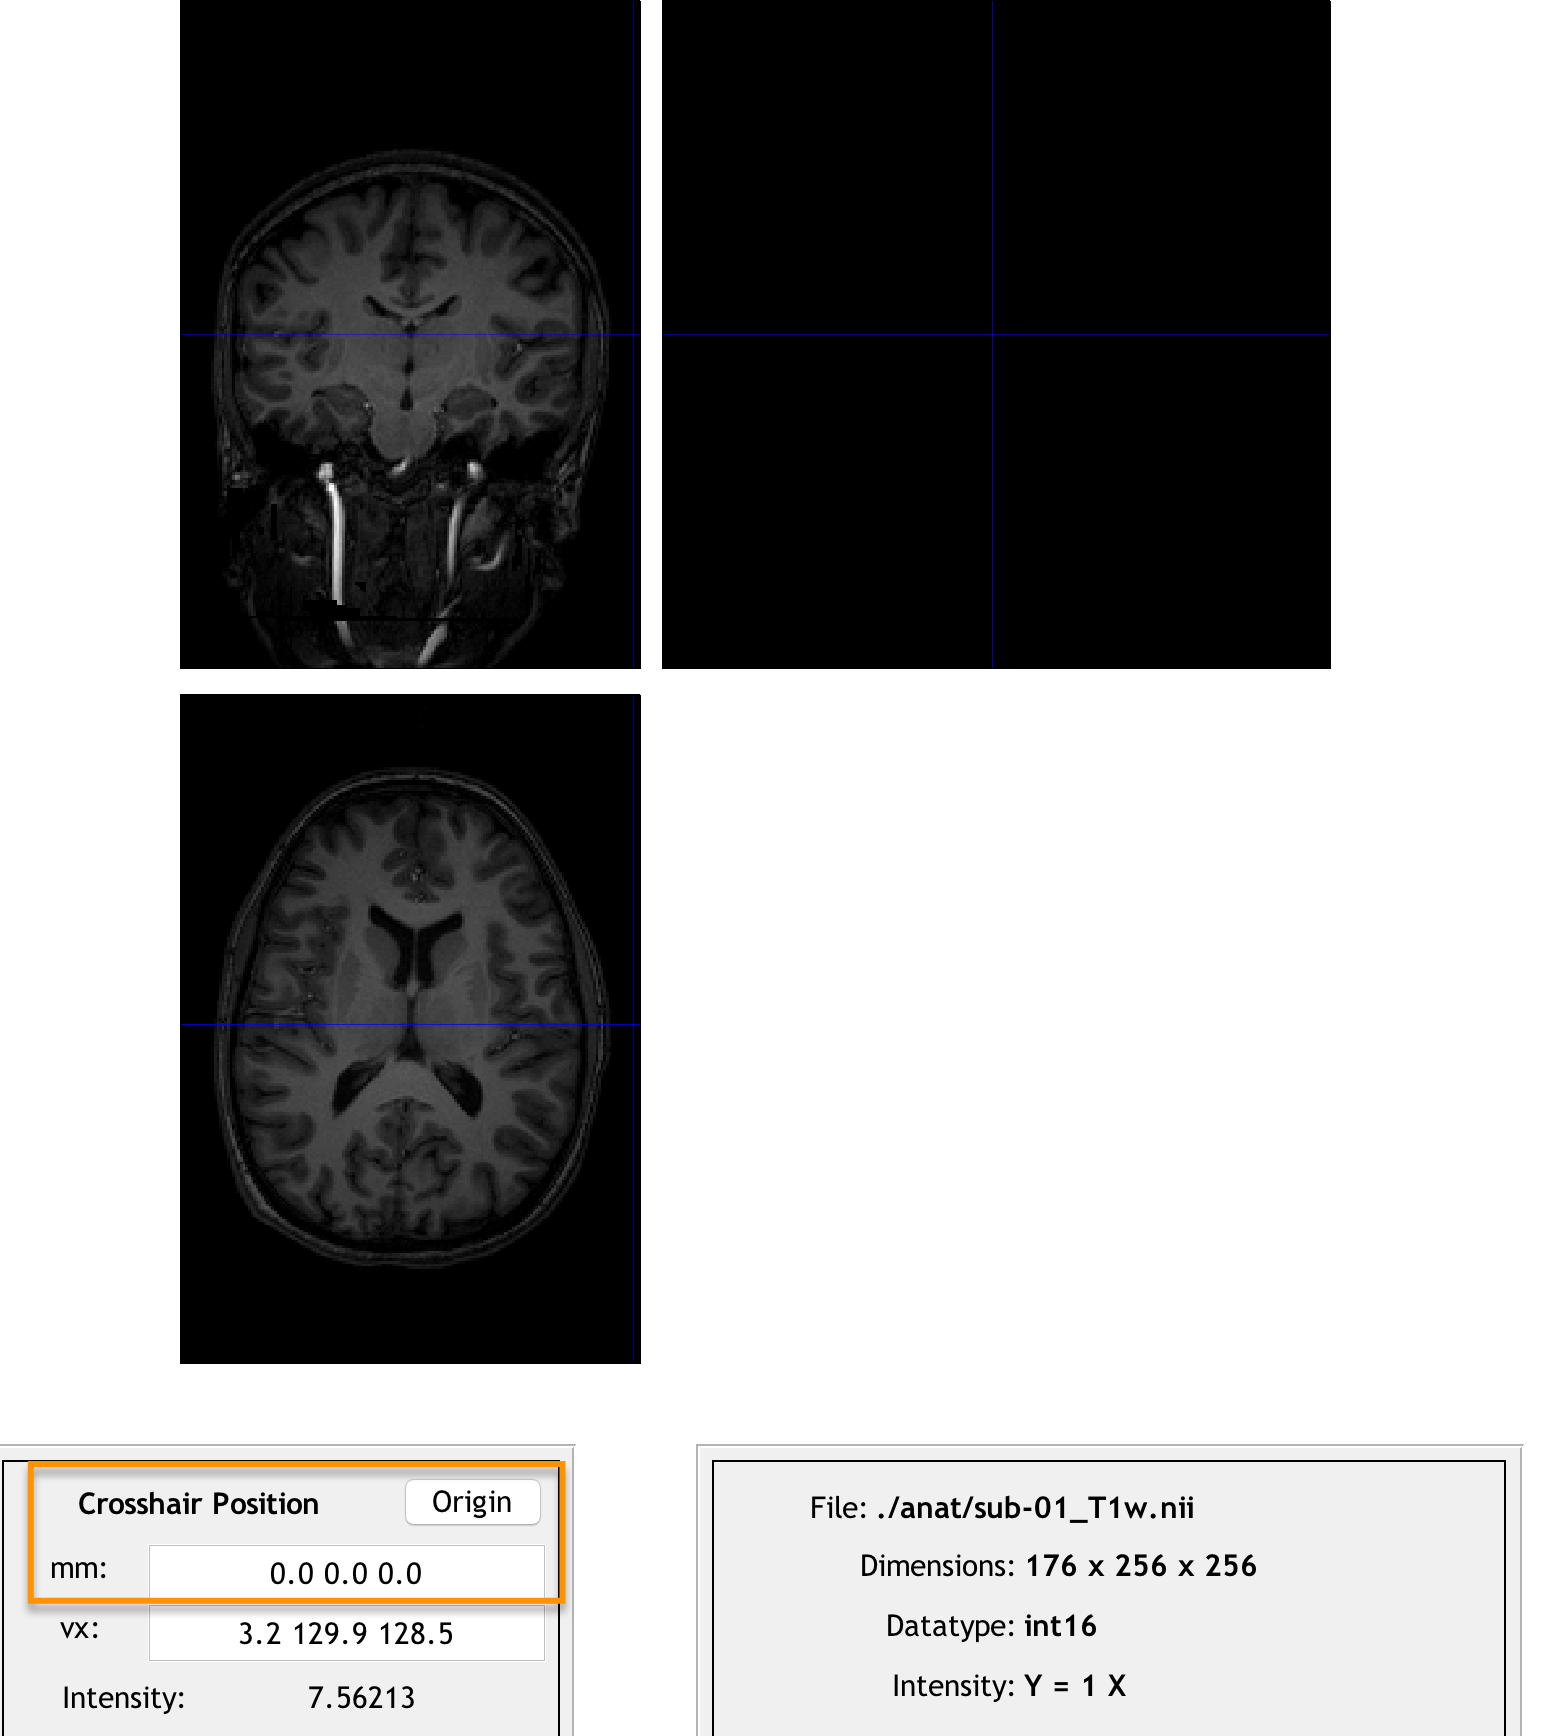 Crosshair Position
Origin
mm:
0.0 0.0 0.0
vx:
3.2 129.9 128.5
Intensity:
7.56213
File: ./anat/sub-01_T1w.nii
Dimensions: 176 x 256 x 256
Datatype: int16
Intensity: Y = 1 X